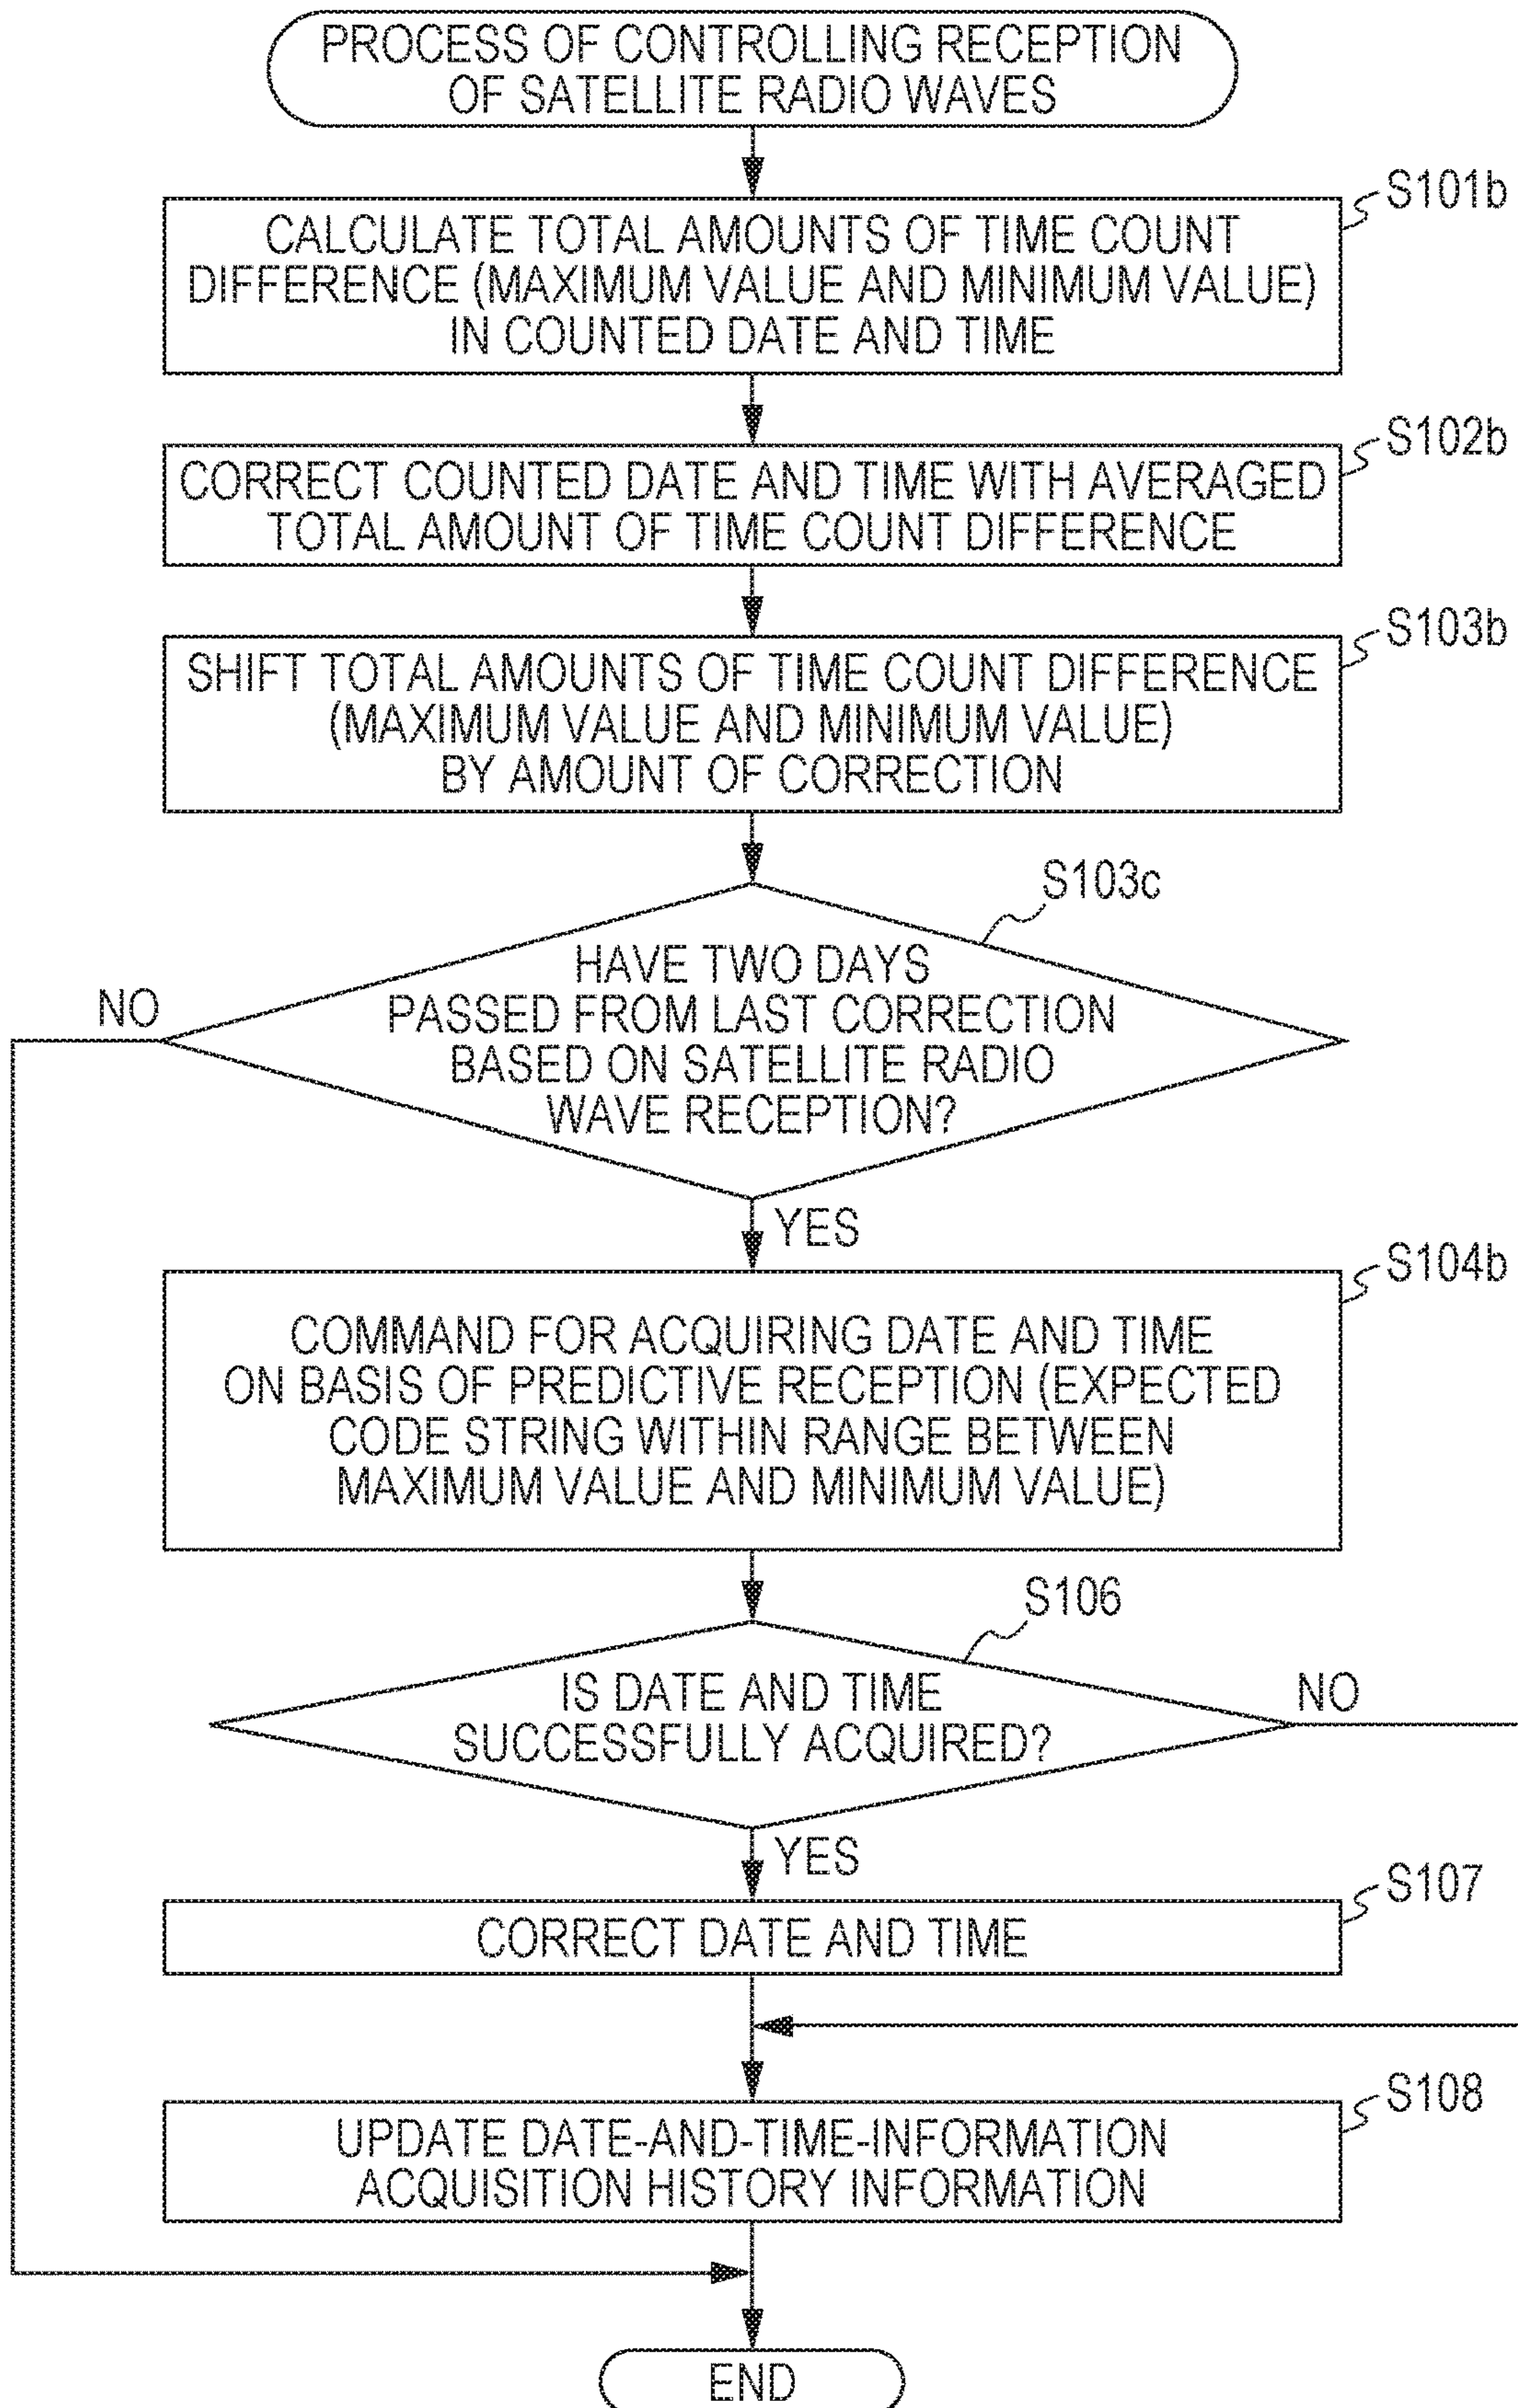 PROCESS OF CONTROLLING RECEPTION
OF SATELLITE RADIO WAVES
S101b
CALCULATE TOTAL AMOUNTS OF TIME COUNT
DIFFERENCE (MAXIMUM VALUE AND MINIMUM VALUE)
IN COUNTED DATE AND TIME
S102b
CORRECT COUNTED DATE AND TIME WITH AVERAGED
TOTAL AMOUNT OF TIME COUNT DIFFERENCE
S103b
SHIFT TOTAL AMOUNTS OF TIME COUNT DIFFERENCE
(MAXIMUM VALUE AND MINIMUM VALUE)
BY AMOUNT OF CORRECTION
S103c
HAVE TWO DAYS
PASSED FROM LAST CORRECTION
BASED ON SATELLITE RADIO
WAVE RECEPTION?
NO
YES
S104b
COMMAND FOR ACQUIRING DATE AND TIME
ON BASIS OF PREDICTIVE RECEPTION (EXPECTED
CODE STRING WITHIN RANGE BETWEEN
MAXIMUM VALUE AND MINIMUM VALUE)
S106
IS DATE AND TIME
SUCCESSFULLY ACQUIRED?
NO
YES
S107
CORRECT DATE AND TIME
S108
UPDATE DATE-AND-TIME-INFORMATION
ACQUISITION HISTORY INFORMATION
END